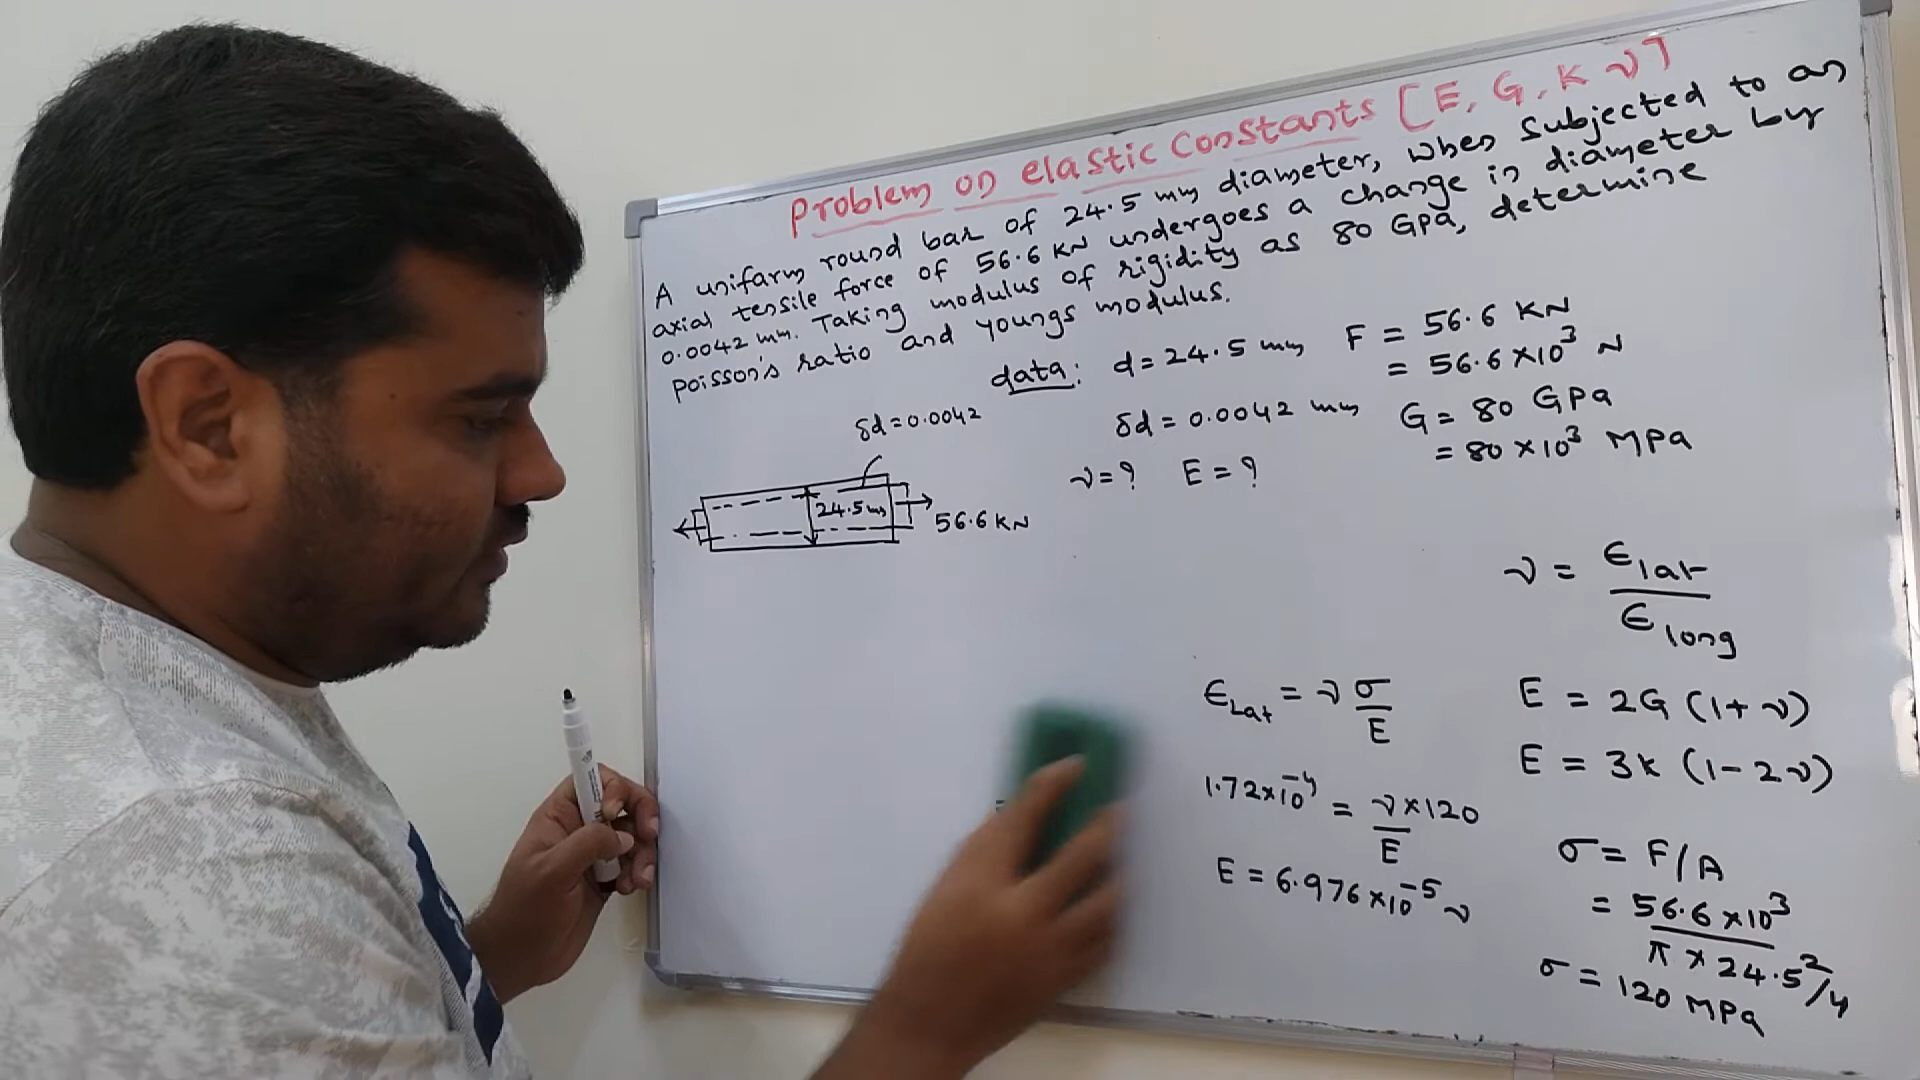 Problem on elastic constants [E, G, K ν]
A unifarm round bar of 24.5 mm diameter, when subjected to an
axial tensile force of 56.6 KN undergoes a change in diameter by
0.0042 mm. Taking modulus of rigidity as 80 GPa, determine
poisson's ratio and youngs modulus.
data: d = 24.5 mm F = 56.6 KN
= 56.6 × 10³ N
δd = 0.0042 mm G = 80 GPa
= 80 × 10³ MPa
ν = ? E = ?
δd = 0.0042
24.5 mm
56.6 KN
ν = ϵlat / ϵlong
ϵLat = ν σ / E
E = 2G (1 + ν)
E = 3K (1 - 2ν)
1.72×10⁻⁴ = ν × 120 / E
E = 6.976 × 10⁻⁵ ν
σ = F/A
= 56.6 × 10³ / π × 24.5²/4
σ = 120 MPa